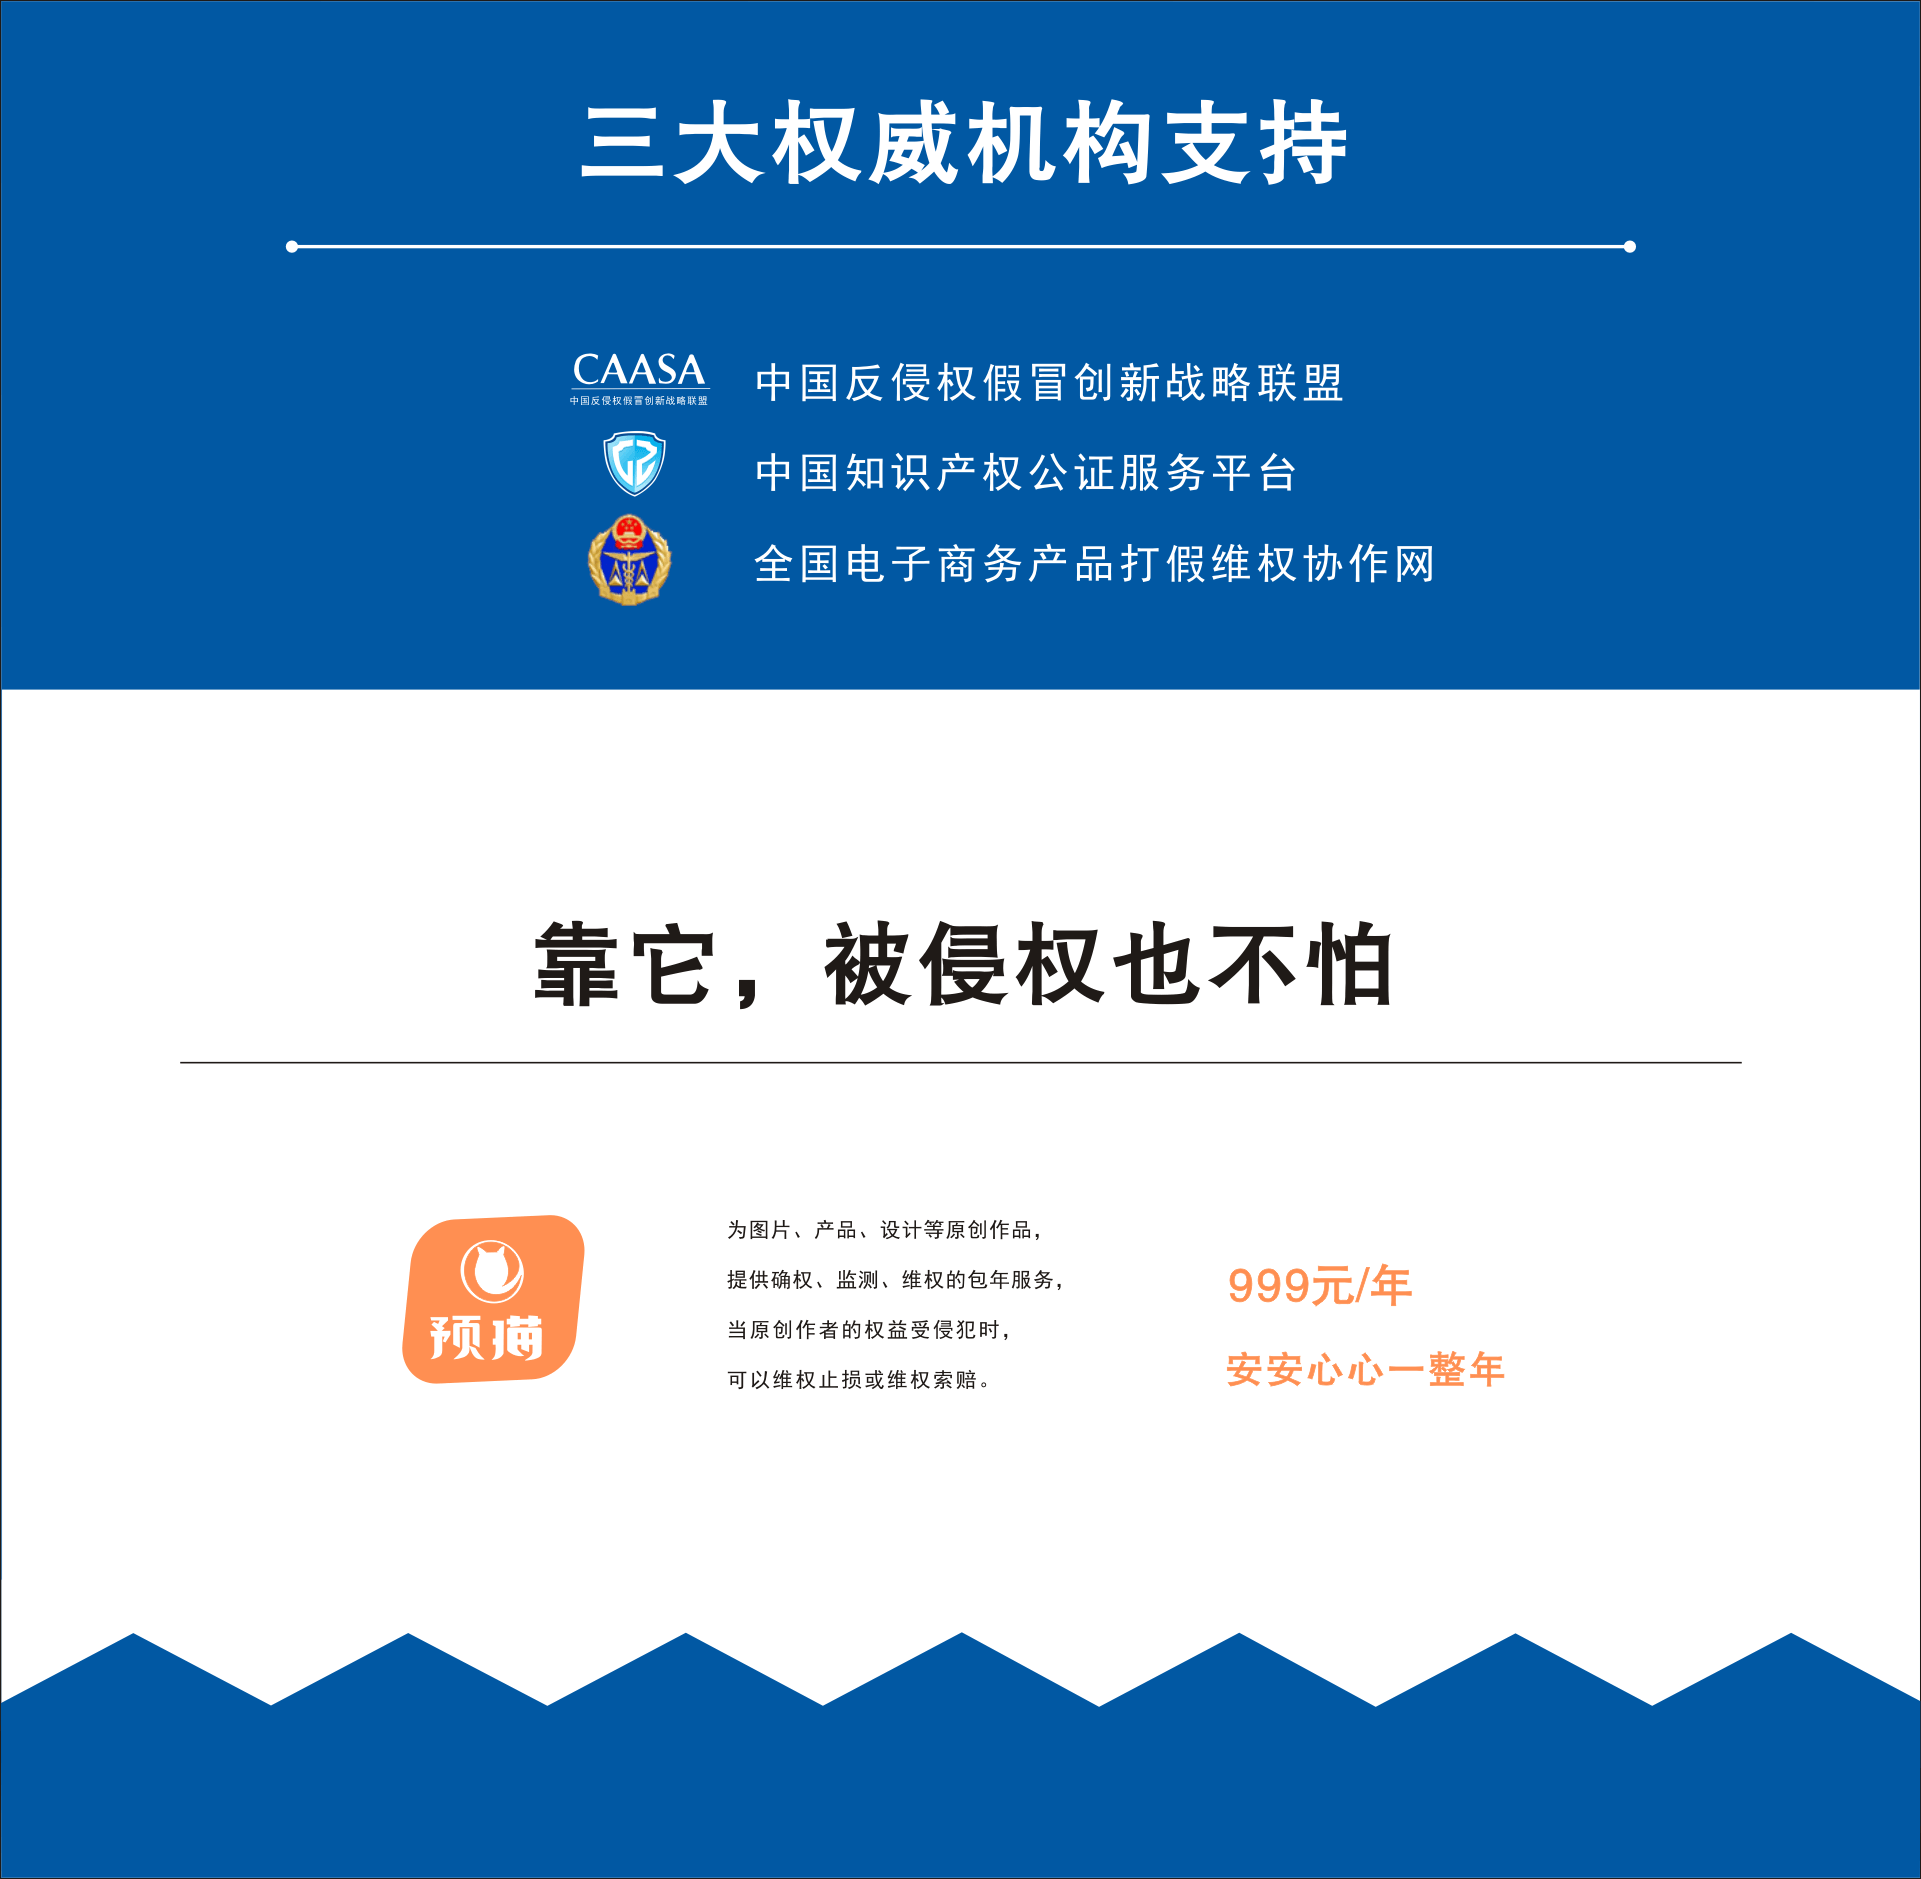 三大权威机构支持
CAASA
中国反侵权假冒创新战略联盟
中国反侵权假冒创新战略联盟
中国知识产权公证服务平台
全国电子商务产品打假维权协作网
靠它，被侵权也不怕
预猫
为图片、产品、设计等原创作品，
提供确权、监测、维权的包年服务，
当原创作者的权益受侵犯时，
可以维权止损或维权索赔。
999元/年
安安心心一整年